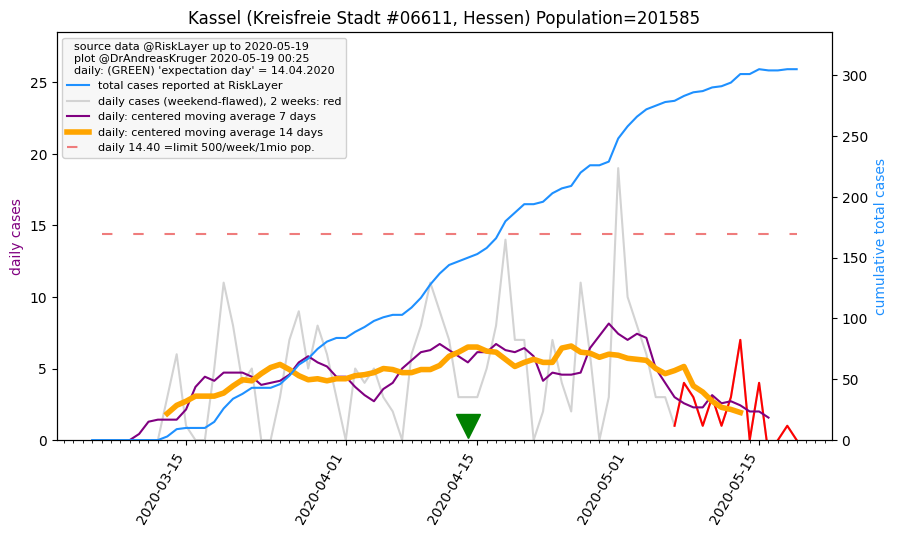 Kassel (Kreisfreie Stadt #06611, Hessen) Population=201585
source data @RiskLayer up to 2020-05-19
plot @DrAndreasKruger 2020-05-19 00:25
daily: (GREEN) 'expectation day' = 14.04.2020
total cases reported at RiskLayer
daily cases (weekend-flawed), 2 weeks: red
daily: centered moving average 7 days
daily: centered moving average 14 days
daily 14.40 =limit 500/week/1mio pop.
daily cases
25
20
15
10
5
0
300
250
200
150
100
50
0
cumulative total cases
2020-03-15
2020-04-01
2020-04-15
2020-05-01
2020-05-15